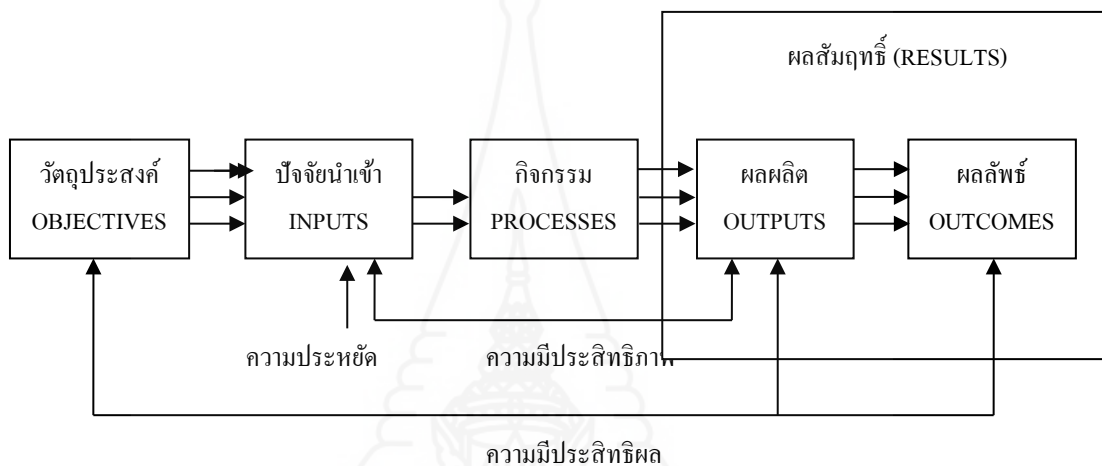 ผลสัมฤทธิ์ (RESULTS)
วัตถุประสงค์
OBJECTIVES
ปัจจัยนำเข้า
INPUTS
กิจกรรม
PROCESSES
ผลผลิต
OUTPUTS
ผลลัพธ์
OUTCOMES
ความประหยัด
ความมีประสิทธิภาพ
ความมีประสิทธิผล